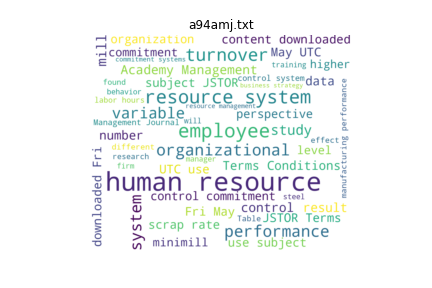 a94amj.txt
mill
organization
content downloaded
commitment
turnover
May UTC
commitment systems
training
higher
Academy Management
found
subject JSTOR
control system
data
behavior
business strategy
labor hours
resource system
resource management
variable
perspective
Management Journal
will
number
employee
study
effect
manufacturing performance
different
organizational
level
research
manager
firm
UTC use
Terms Conditions
downloaded Fri
human resource
system
control commitment
steel
Fri May
control
result
Table
JSTOR Terms
scrap rate
performance
minimill
use subject